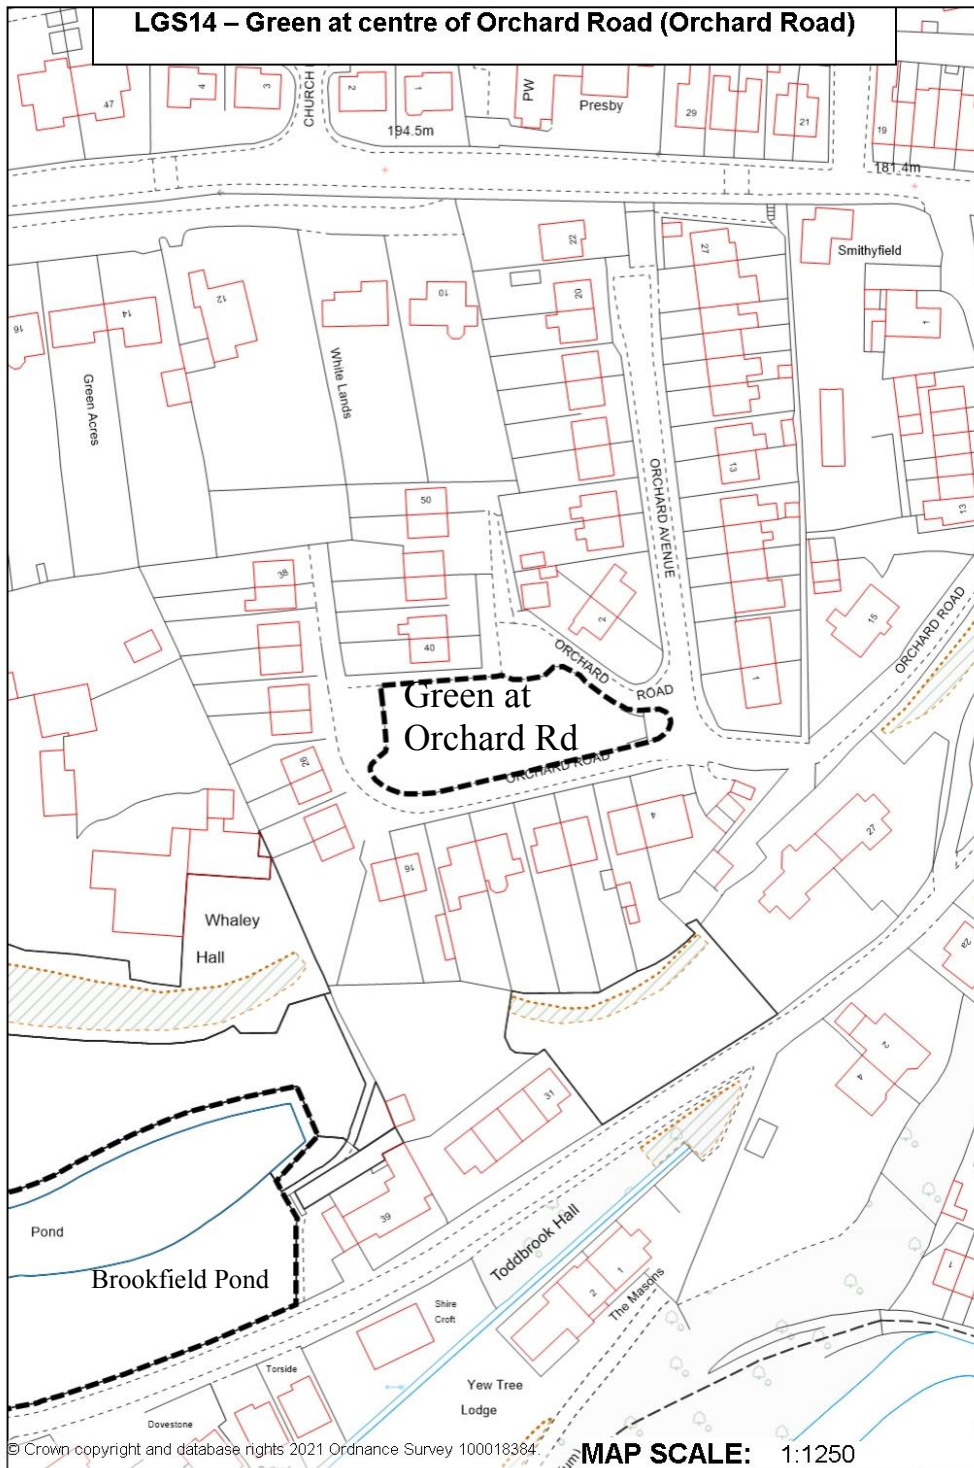 LGS14 – Green at centre of Orchard Road (Orchard Road)
47
4
3
CHURCH
2
1
194.5m
PW
Presby
29
21
19
181.4m
22
27
Smithyfield
16
14
12
10
20
1
Green Acres
White Lands
13
ORCHARD AVENUE
13
50
38
40
2
15
ORCHARD ROAD
ORCHARD
ROAD
1
Green at
Orchard Rd
ORCHARD ROAD
26
4
27
16
Whaley
Hall
2a
2
4
31
39
Pond
Brookfield Pond
Toddbrook Hall
1
2
The Masons
1
Shire
Croft
Torside
Yew Tree
Lodge
Dovestone
© Crown copyright and database rights 2021 Ordnance Survey 100018384.
MAP SCALE: 1:1250